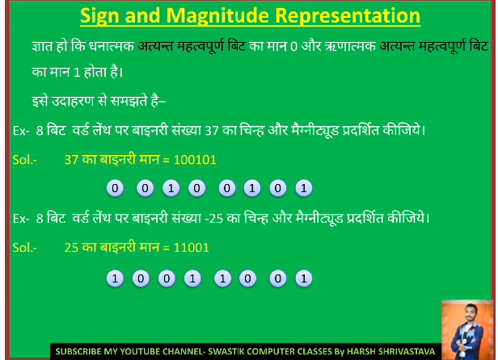 Sign and Magnitude Representation
ज्ञात हो कि धनात्मक अत्यन्त महत्वपूर्ण बिट का मान 0 और ऋणात्मक अत्यन्त महत्वपूर्ण बिट
का मान 1 होता है।
इसे उदाहरण से समझते है–
Ex- 8 बिट वर्ड लेंथ पर बाइनरी संख्या 37 का चिन्ह और मैग्नीट्यूड प्रदर्शित कीजिये।
Sol.- 37 का बाइनरी मान = 100101
0 0 1 0 0 1 0 1
Ex- 8 बिट वर्ड लेंथ पर बाइनरी संख्या -25 का चिन्ह और मैग्नीट्यूड प्रदर्शित कीजिये।
Sol.- 25 का बाइनरी मान = 11001
1 0 0 1 1 0 0 1
SUBSCRIBE MY YOUTUBE CHANNEL- SWASTIK COMPUTER CLASSES By HARSH SHRIVASTAVA